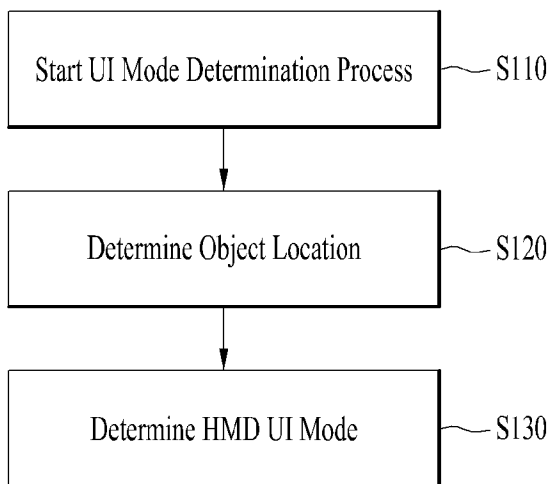 Start UI Mode Determination Process S110
Determine Object Location S120
Determine HMD UI Mode S130